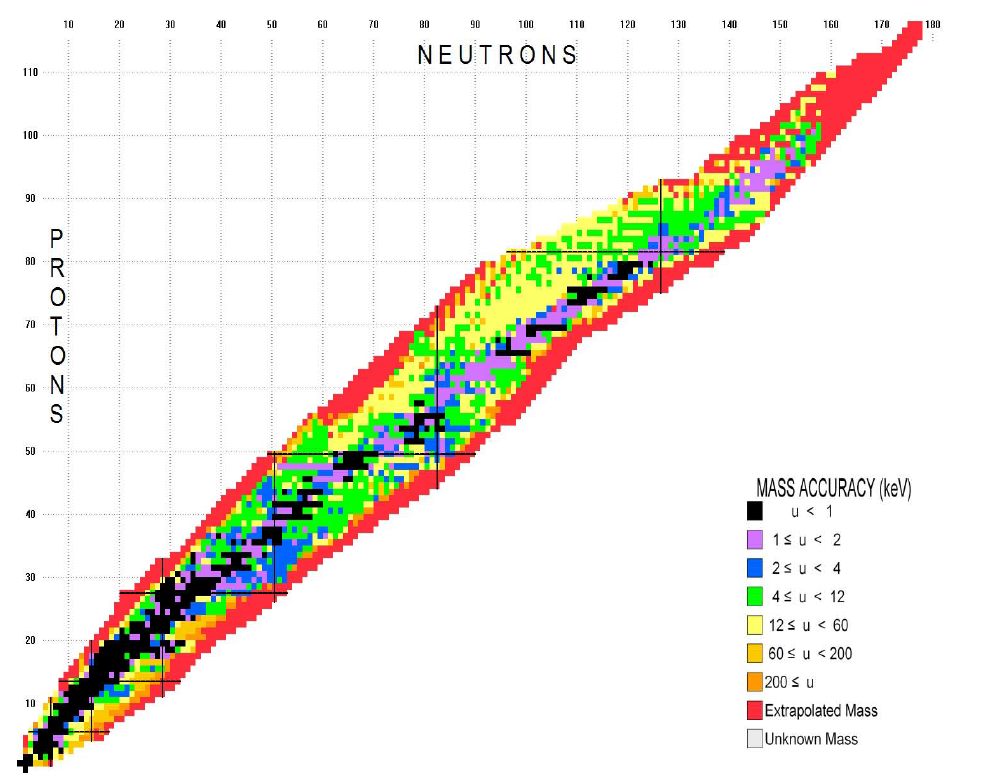 10 20 30 40 50 60 70 80 90 100 110 120 130 140 150 160 170 180
NEUTRONS
110
100
90
80
70
60
50
40
30
20
10
PROTONS
MASS ACCURACY (keV)
u < 1
1 ≤ u < 2
2 ≤ u < 4
4 ≤ u < 12
12 ≤ u < 60
60 ≤ u < 200
200 ≤ u
Extrapolated Mass
Unknown Mass